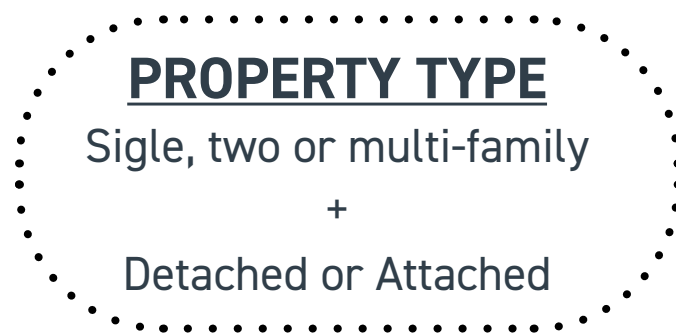 PROPERTY TYPE
Sigle, two or multi-family
+
Detached or Attached